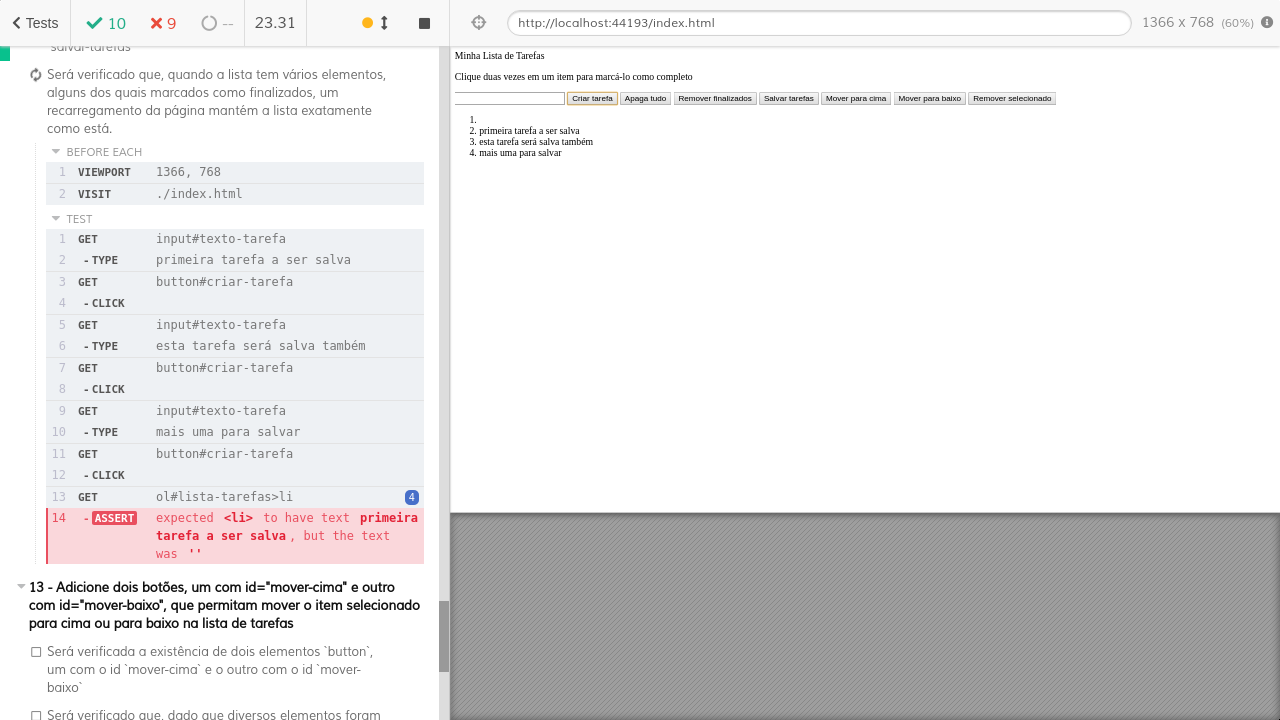 Tests 10 9 -- 23.31
http://localhost:44193/index.html 1366 x 768 (60%)
salvar-tarefas
Será verificado que, quando a lista tem vários elementos,
alguns dos quais marcados como finalizados, um
recarregamento da página mantém a lista exatamente
como está.
BEFORE EACH
1 VIEWPORT 1366, 768
2 VISIT ./index.html
TEST
1 GET input#texto-tarefa
2 -TYPE primeira tarefa a ser salva
3 GET button#criar-tarefa
4 -CLICK
5 GET input#texto-tarefa
6 -TYPE esta tarefa será salva também
7 GET button#criar-tarefa
8 -CLICK
9 GET input#texto-tarefa
10 -TYPE mais uma para salvar
11 GET button#criar-tarefa
12 -CLICK
13 GET ol#lista-tarefas>li 4
14 -ASSERT expected <li> to have text primeira
tarefa a ser salva, but the text
was ''
13 - Adicione dois botões, um com id="mover-cima" e outro
com id="mover-baixo", que permitam mover o item selecionado
para cima ou para baixo na lista de tarefas
Será verificada a existência de dois elementos `button`,
um com o id `mover-cima` e o outro com o id `mover-
baixo`
Será verificado que, dado que diversos elementos foram
Minha Lista de Tarefas
Clique duas vezes em um item para marcá-lo como completo
Criar tarefa Apaga tudo Remover finalizados Salvar tarefas Mover para cima Mover para baixo Remover selecionado
1.
2. primeira tarefa a ser salva
3. esta tarefa será salva também
4. mais uma para salvar